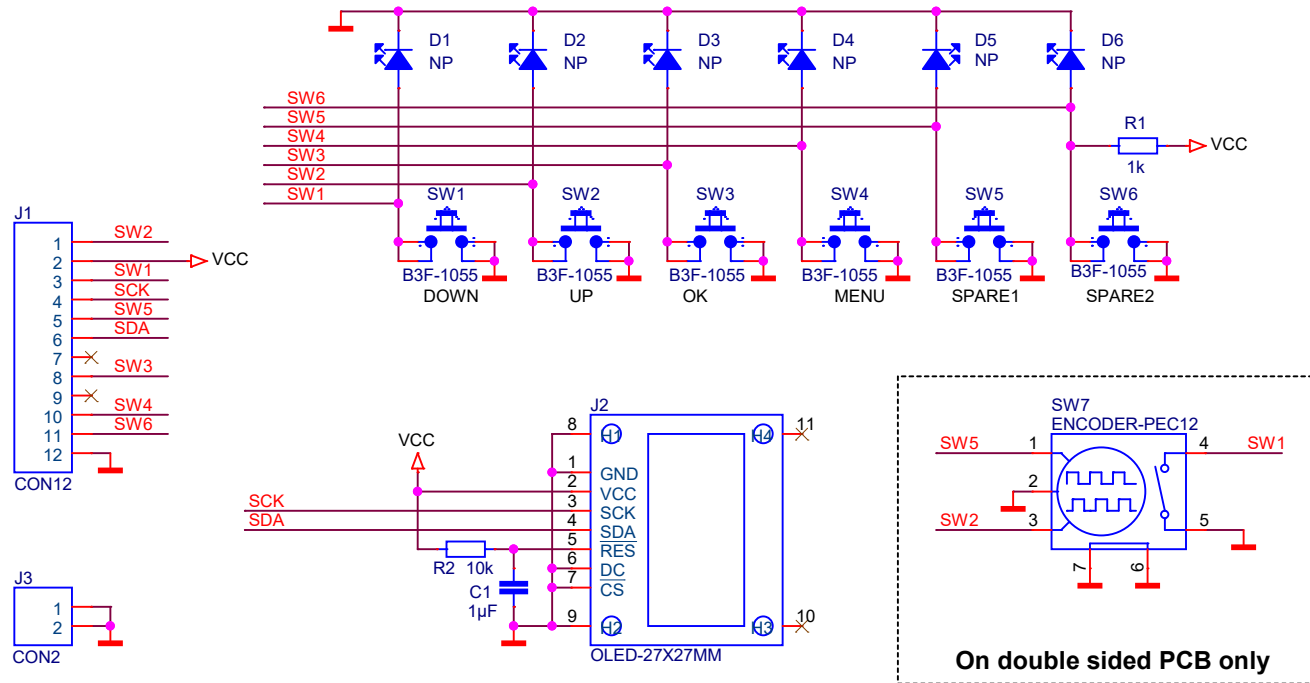 D1
NP
D2
NP
D3
NP
D4
NP
D5
NP
D6
NP
SW6
SW5
SW4
SW3
SW2
SW1
R1
1k
VCC
SW1
B3F-1055
DOWN
SW2
B3F-1055
UP
SW3
B3F-1055
OK
SW4
B3F-1055
MENU
SW5
B3F-1055
SPARE1
SW6
B3F-1055
SPARE2
J1
1 SW2
2 VCC
3 SW1
4 SCK
5 SW5
6 SDA
7
8 SW3
9
10 SW4
11 SW6
12
CON12
J3
1
2
CON2
J2
8 H1 H4 11
1 GND
2 VCC
3 SCK
4 SDA
5 RES
6 DC
7 CS
9 H2 H3 10
OLED-27X27MM
VCC
SCK
SDA
R2 10k
C1
1µF
SW7
ENCODER-PEC12
SW5 1 4 SW1
2
SW2 3 5
7 6
On double sided PCB only